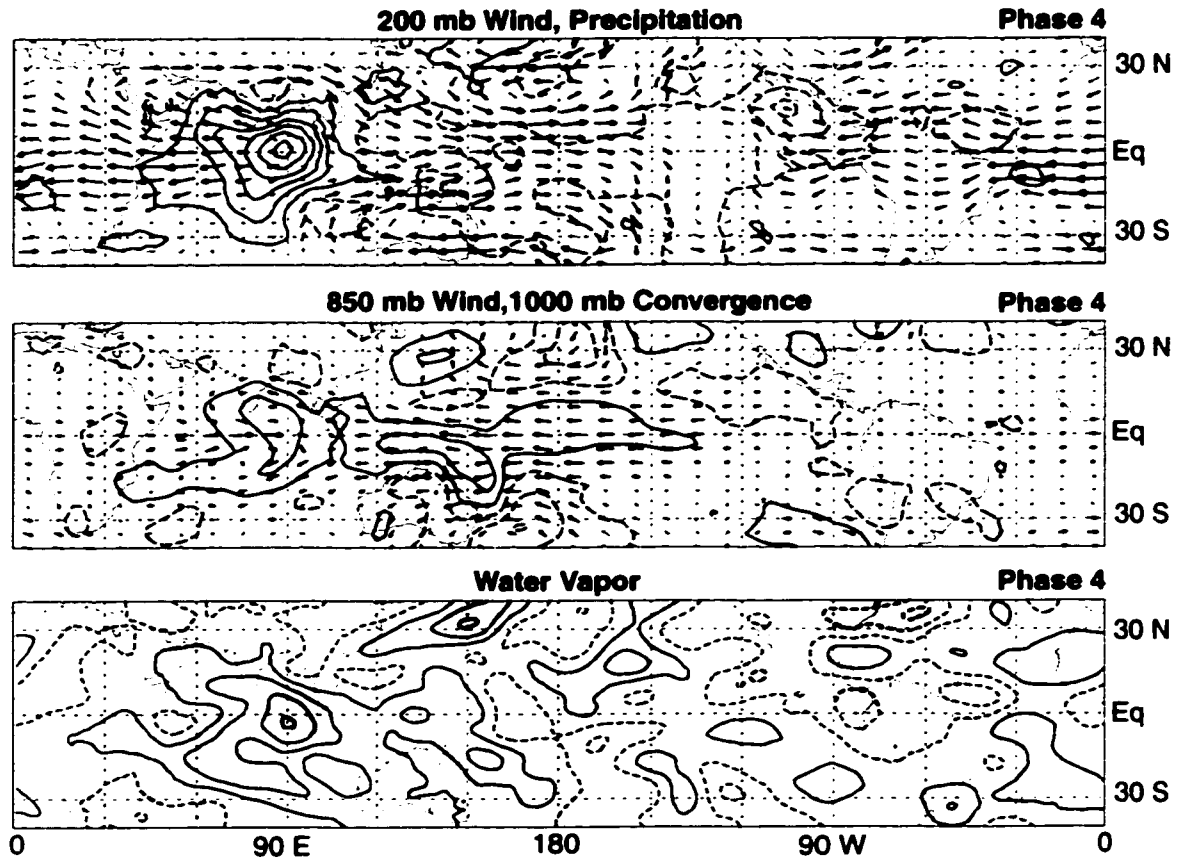 200 mb Wind, Precipitation Phase 4
30 N
Eq
30 S
850 mb Wind,1000 mb Convergence Phase 4
30 N
Eq
30 S
Water Vapor Phase 4
30 N
Eq
30 S
0 90 E 180 90 W 0